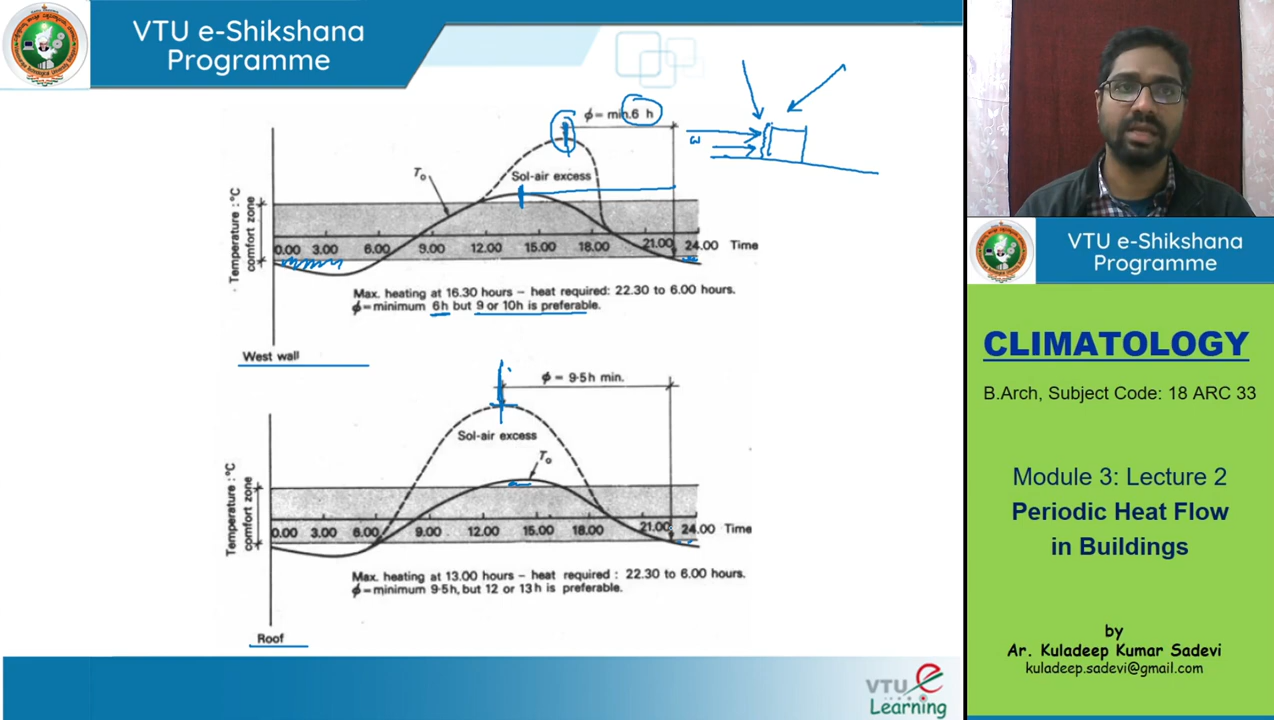 VTU e-Shikshana
Programme
ϕ= min.6 h
T₀
Sol-air excess
Temperature : °C
comfort zone
0.00 3.00 6.00 9.00 12.00 15.00 18.00 21.00 24.00 Time
Max. heating at 16.30 hours – heat required: 22.30 to 6.00 hours.
ϕ=minimum 6h but 9 or 10h is preferable.
West wall
ω
ϕ = 9·5h min.
Sol-air excess
T₀
Temperature : °C
comfort zone
0.00 3.00 6.00 9.00 12.00 15.00 18.00 21.00 24.00 Time
Max. heating at 13.00 hours – heat required : 22.30 to 6.00 hours.
ϕ=minimum 9·5h, but 12 or 13h is preferable.
Roof
VTU e
Learning
VTU e-Shikshana
Programme
CLIMATOLOGY
B.Arch, Subject Code: 18 ARC 33
Module 3: Lecture 2
Periodic Heat Flow
in Buildings
by
Ar. Kuladeep Kumar Sadevi
kuladeep.sadevi@gmail.com